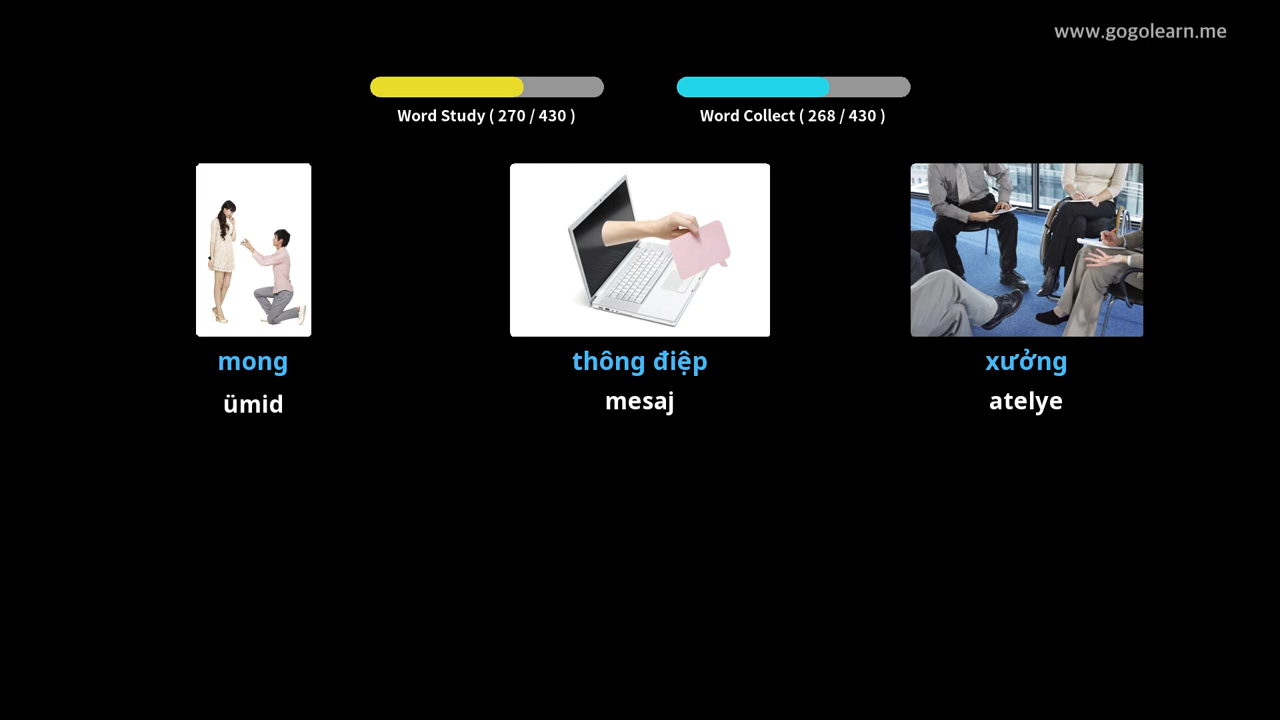 www.gogolearn.me
Word Study ( 270 / 430 )
Word Collect ( 268 / 430 )
mong
thông điệp
xưởng
ümid
mesaj
atelye